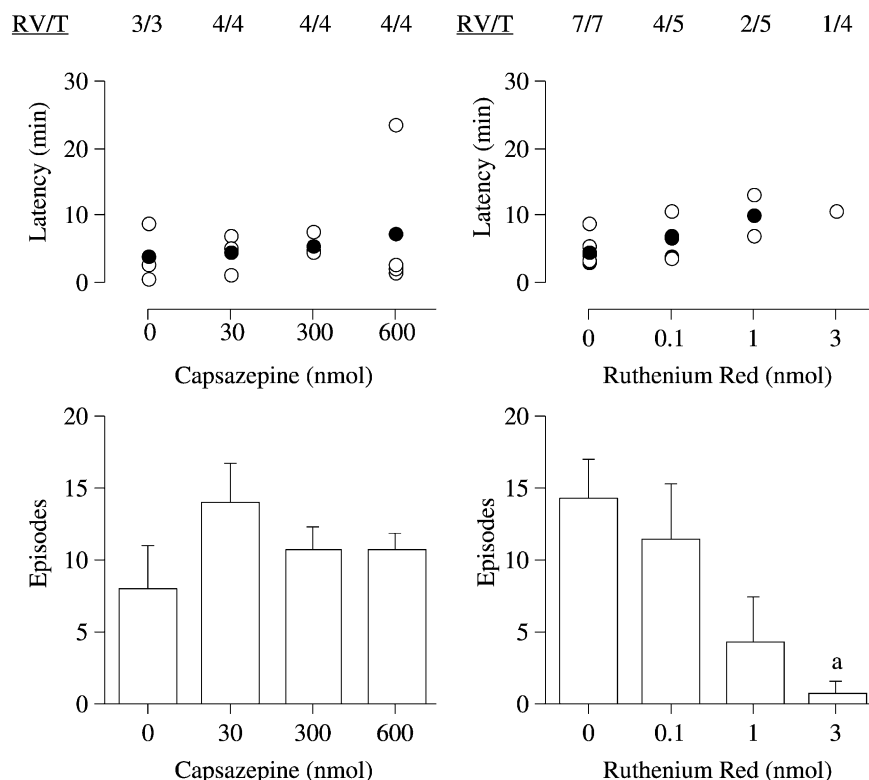 RV/T 3/3 4/4 4/4 4/4
RV/T 7/7 4/5 2/5 1/4
Latency (min)
30
20
10
0
0 30 300 600
Capsazepine (nmol)
Latency (min)
30
20
10
0
0 0.1 1 3
Ruthenium Red (nmol)
Episodes
20
15
10
5
0
0 30 300 600
Capsazepine (nmol)
Episodes
20
15
10
5
0
a
0 0.1 1 3
Ruthenium Red (nmol)